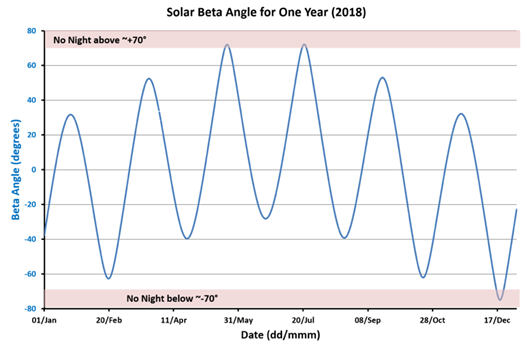 Solar Beta Angle for One Year (2018)
80
No Night above ~+70°
60
40
20
0
-20
-40
-60
-80
Beta Angle (degrees)
No Night below ~-70°
01/Jan 20/Feb 11/Apr 31/May 20/Jul 08/Sep 28/Oct 17/Dec
Date (dd/mmm)